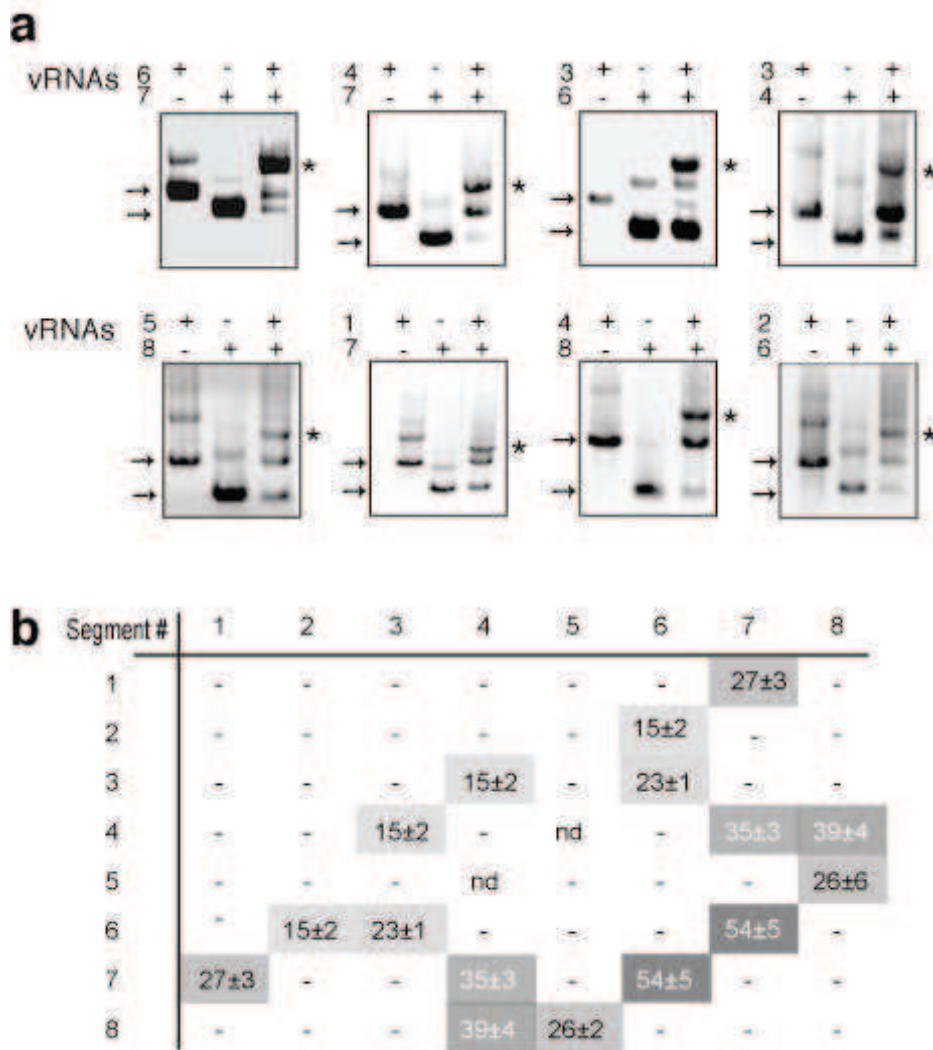 a
vRNAs 6 + - +
7 - + +
4 + - +
7 - + +
3 + - +
6 - + +
3 + - +
4 - + +
*
*
*
*
vRNAs 5 + - +
8 - + +
1 + - +
7 - + +
4 + - +
8 - + +
2 + - +
6 - + +
*
*
*
*
b
Segment # 1 2 3 4 5 6 7 8
1 - - - - - - 27±3 -
2 - - - - - 15±2 - -
3 - - - 15±2 - 23±1 - -
4 - - 15±2 - nd - 35±3 39±4
5 - - - nd - - - 26±6
6 - 15±2 23±1 - - - 54±5 -
7 27±3 - - 35±3 - 54±5 - -
8 - - - 39±4 26±2 - - -